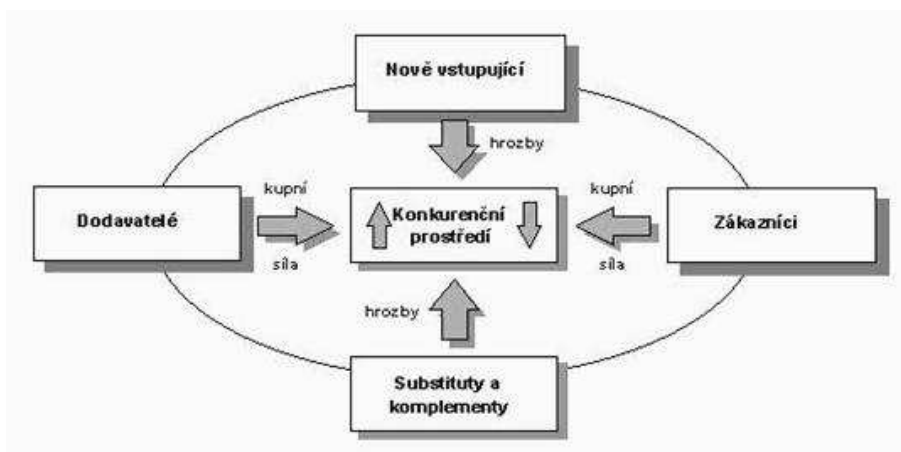 Nově vstupující
hrozby
kupní
Dodavatelé
síla
Konkurenční
prostředí
kupní
Zákazníci
síla
hrozby
Substituty a
komplementy